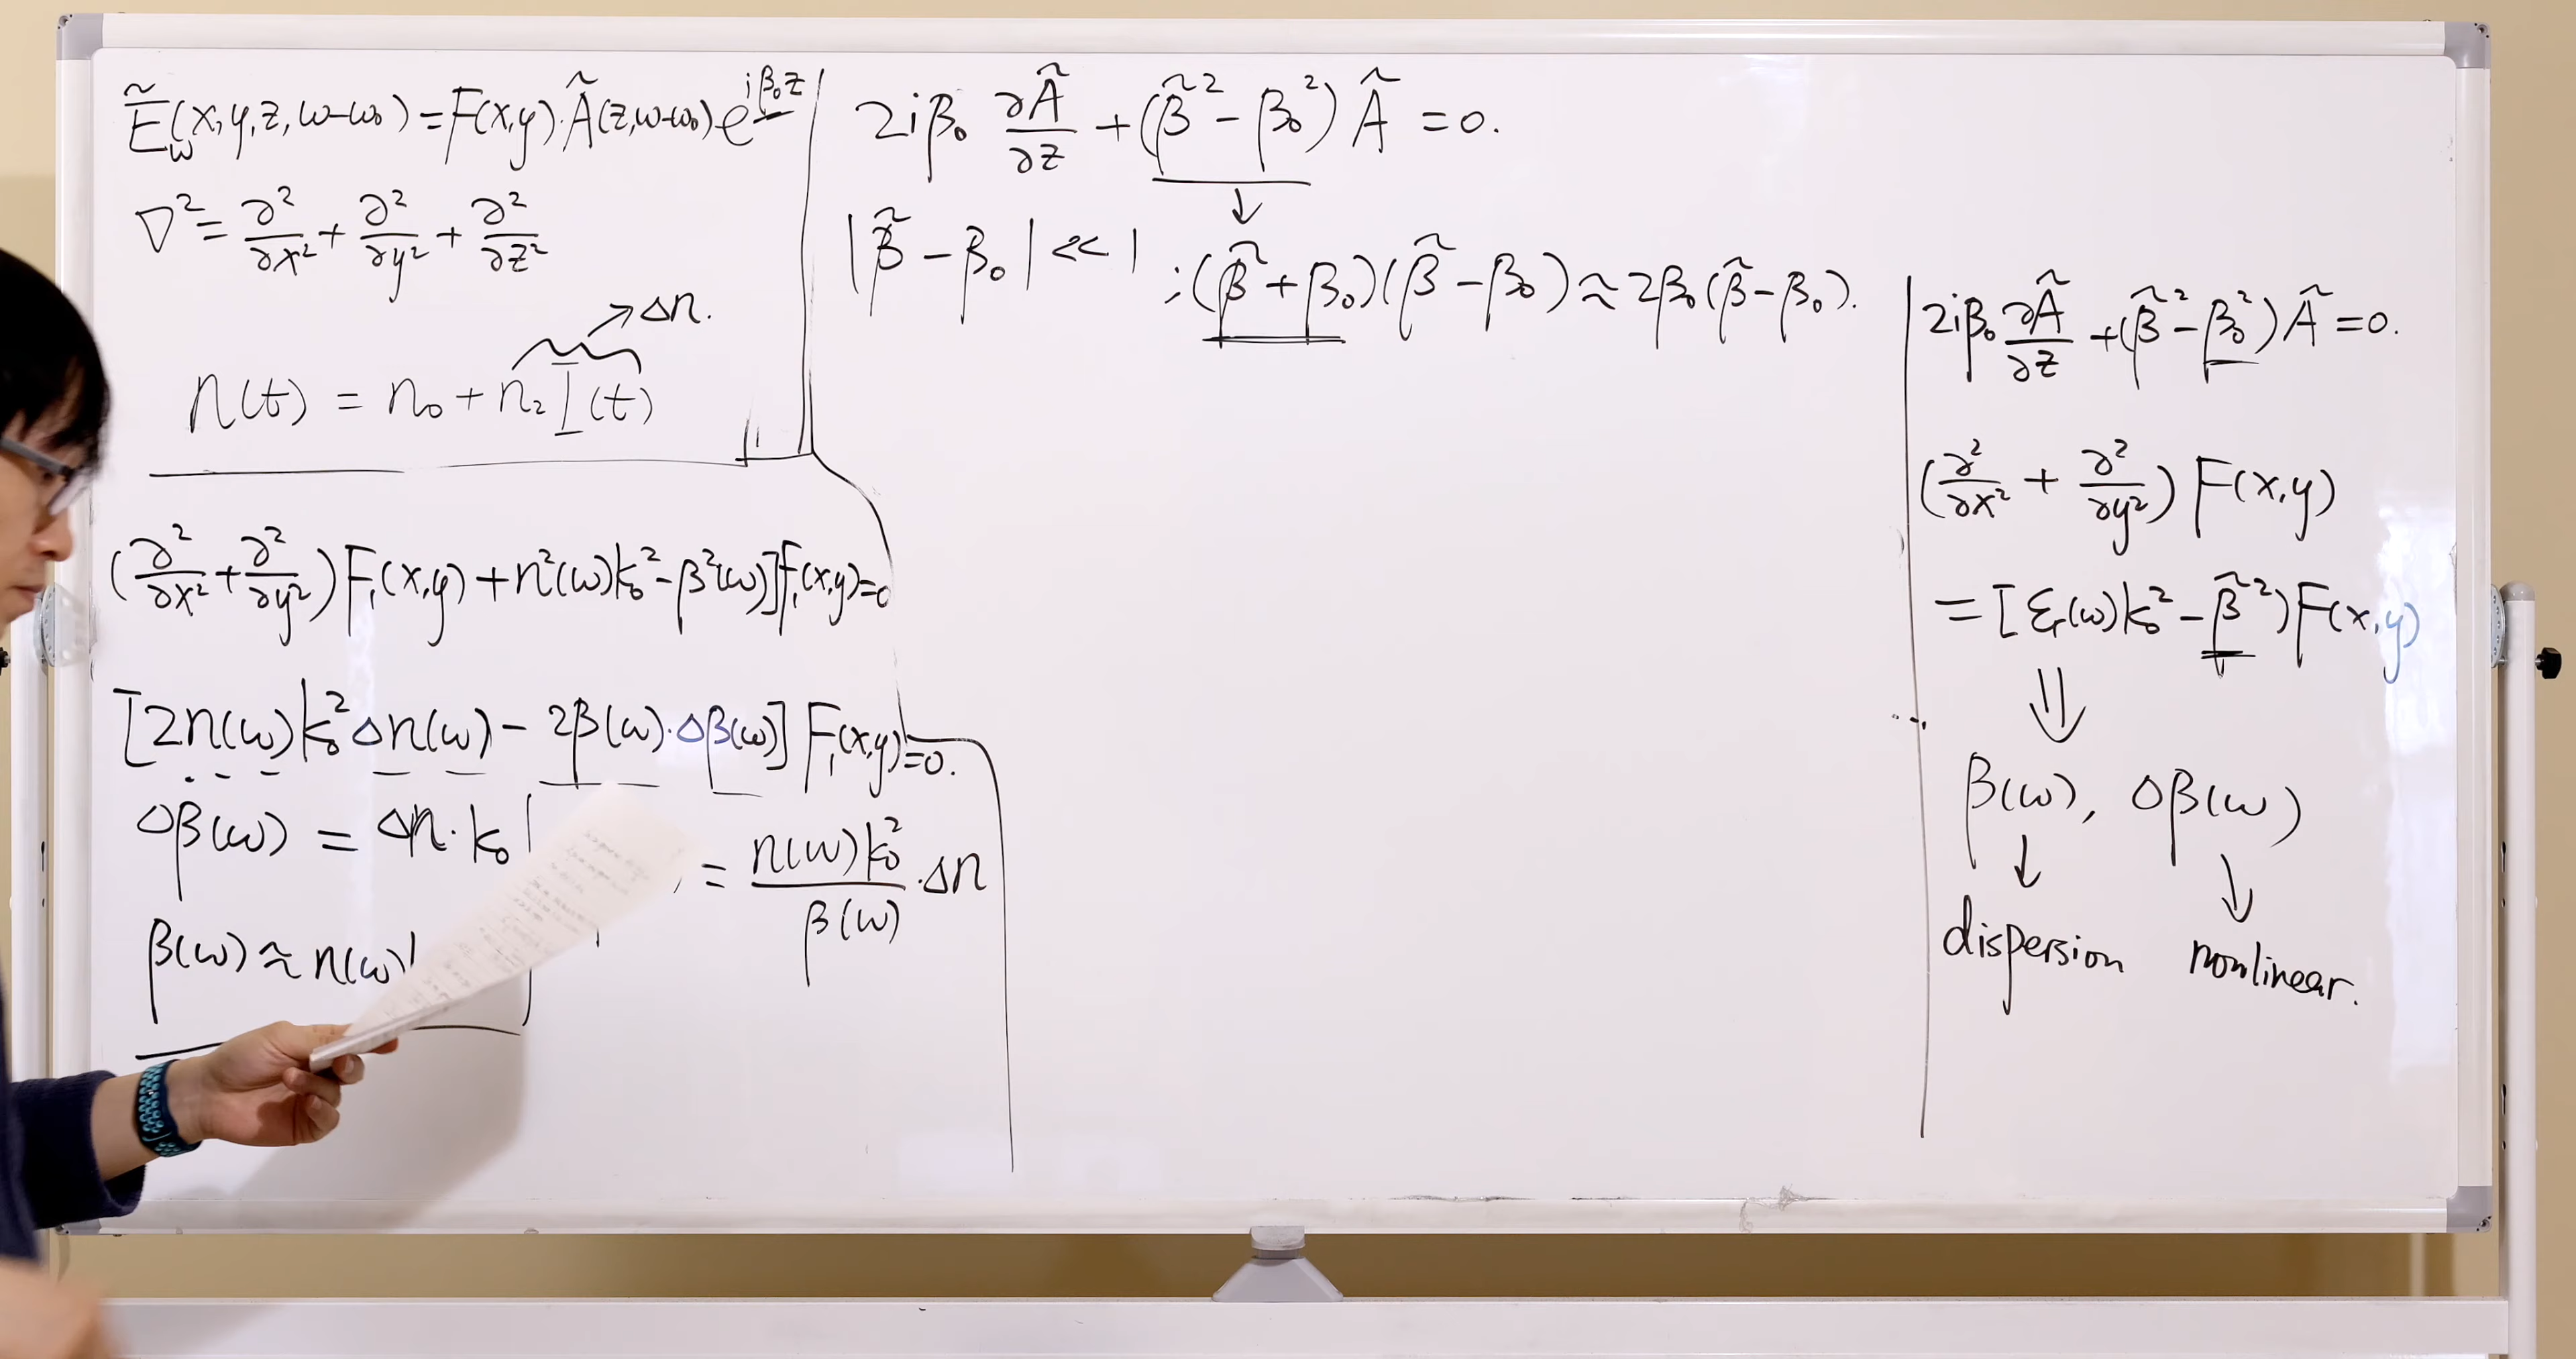 Ẽ_ω(x,y,z,ω-ω₀)=F(x,y)·Ã(z,ω-ω₀)e^{iβ₀z}
∇²=∂²/∂x²+∂²/∂y²+∂²/∂z²
→Δn.
n(t) = n₀+n₂I(t)
(∂²/∂x²+∂²/∂y²)F₁(x,y)+n²(ω)k₀²-β²(ω)]F₁(x,y)=0
[2n(ω)k₀²Δn(ω)-2β(ω)·Δβ(ω)]F₁(x,y)=0.
Δβ(ω) = Δn·k₀
= n(ω)k₀²/β(ω)·Δn
β(ω)≈n(ω)
2iβ₀ ∂Ã/∂z+(β̃²-β₀²)Ã=0.
↓
|β̃-β₀|≪1 ;(β̃+β₀)(β̃-β₀)≈2β₀(β̃-β₀).
2iβ₀∂Ã/∂z+(β̃²-β₀²)Ã=0.
(∂²/∂x²+∂²/∂y²)F(x,y)
=[ε_r(ω)k₀²-β̃²)F(x,y)
⇓
β(ω), Δβ(ω)
↓ ↓
dispersion nonlinear.